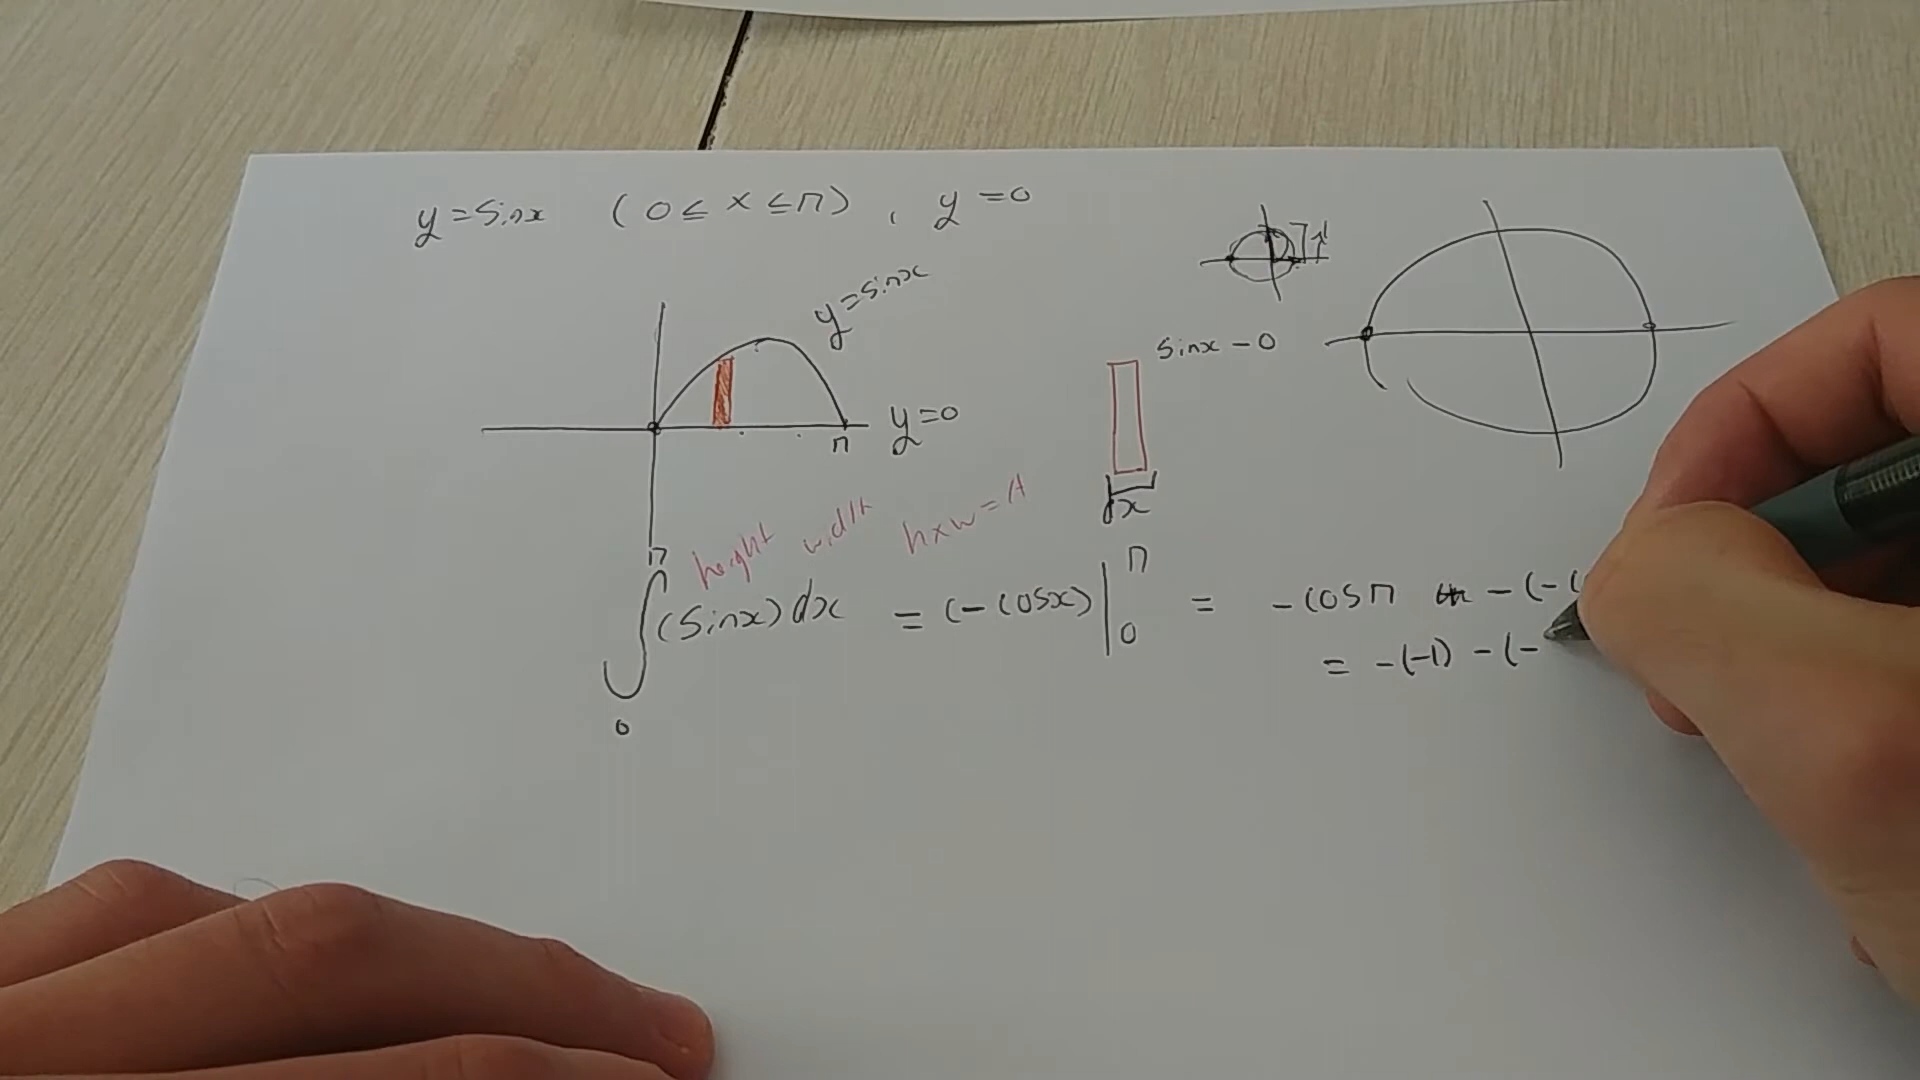 y = sinx (0 ≤ x ≤ π), y = 0
y = sinx
sinx - 0
y = 0
π
dx
height width h×w = A
∫₀^π (sinx) dx = (-cosx) |₀^π = -cosπ - (-(
= -(-1) - (-